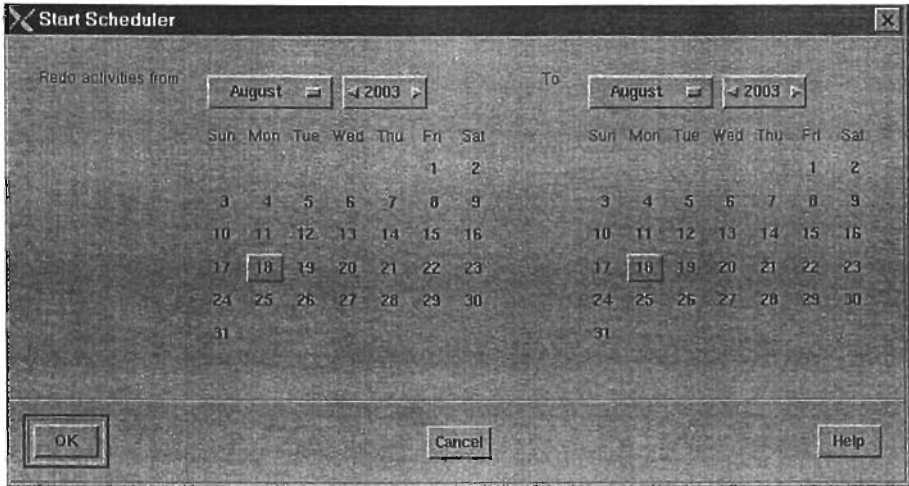 Start Scheduler
Redo activities from
August 2003
To
August 2003
Sun Mon Tue Wed Thu Fri Sat
1 2
3 4 5 6 7 8 9
10 11 12 13 14 15 16
17 18 19 20 21 22 23
24 25 26 27 28 29 30
31
Sun Mon Tue Wed Thu Fri Sat
1 2
3 4 5 6 7 8 9
10 11 12 13 14 15 16
17 18 19 20 21 22 23
24 25 26 27 28 29 30
31
OK
Cancel
Help